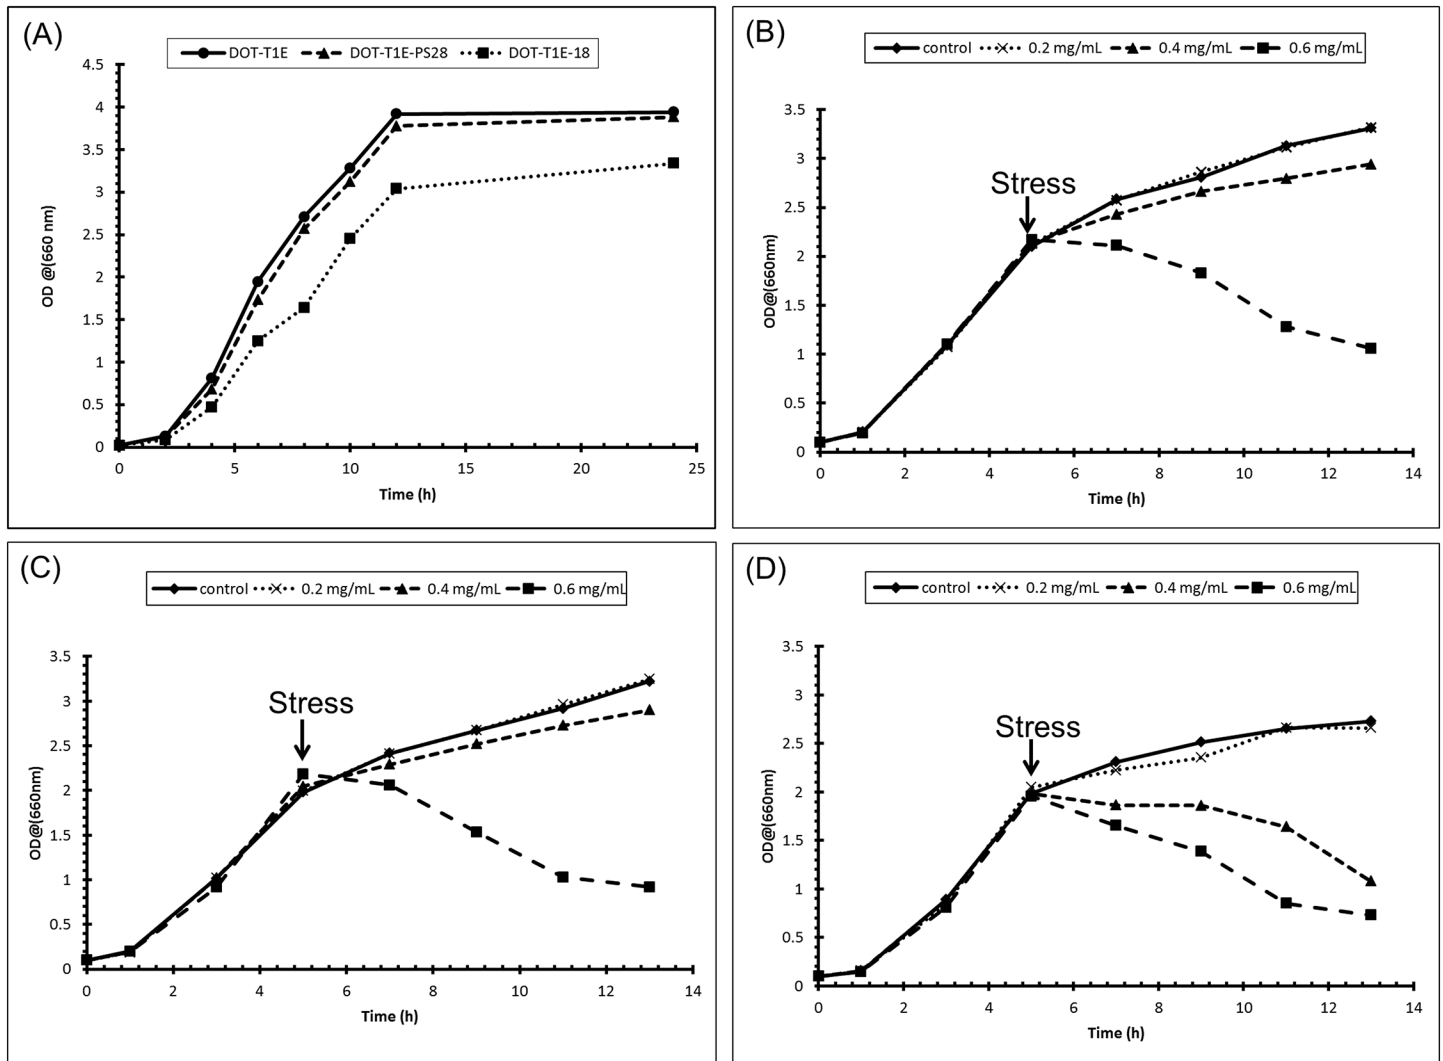 (A)
DOT-T1E DOT-T1E-PS28 DOT-T1E-18
4.5
4
3.5
3
2.5
2
1.5
1
0.5
0
OD @(660 nm)
0 5 10 15 20 25
Time (h)
(B)
control 0.2 mg/mL 0.4 mg/mL 0.6 mg/mL
3.5
3
2.5
2
1.5
1
0.5
0
OD@(660nm)
Stress
0 2 4 6 8 10 12 14
Time (h)
(C)
control 0.2 mg/mL 0.4 mg/mL 0.6 mg/mL
3.5
3
2.5
2
1.5
1
0.5
0
OD@(660nm)
Stress
0 2 4 6 8 10 12 14
Time (h)
(D)
control 0.2 mg/mL 0.4 mg/mL 0.6 mg/mL
3.5
3
2.5
2
1.5
1
0.5
0
OD@(660nm)
Stress
0 2 4 6 8 10 12 14
Time (h)